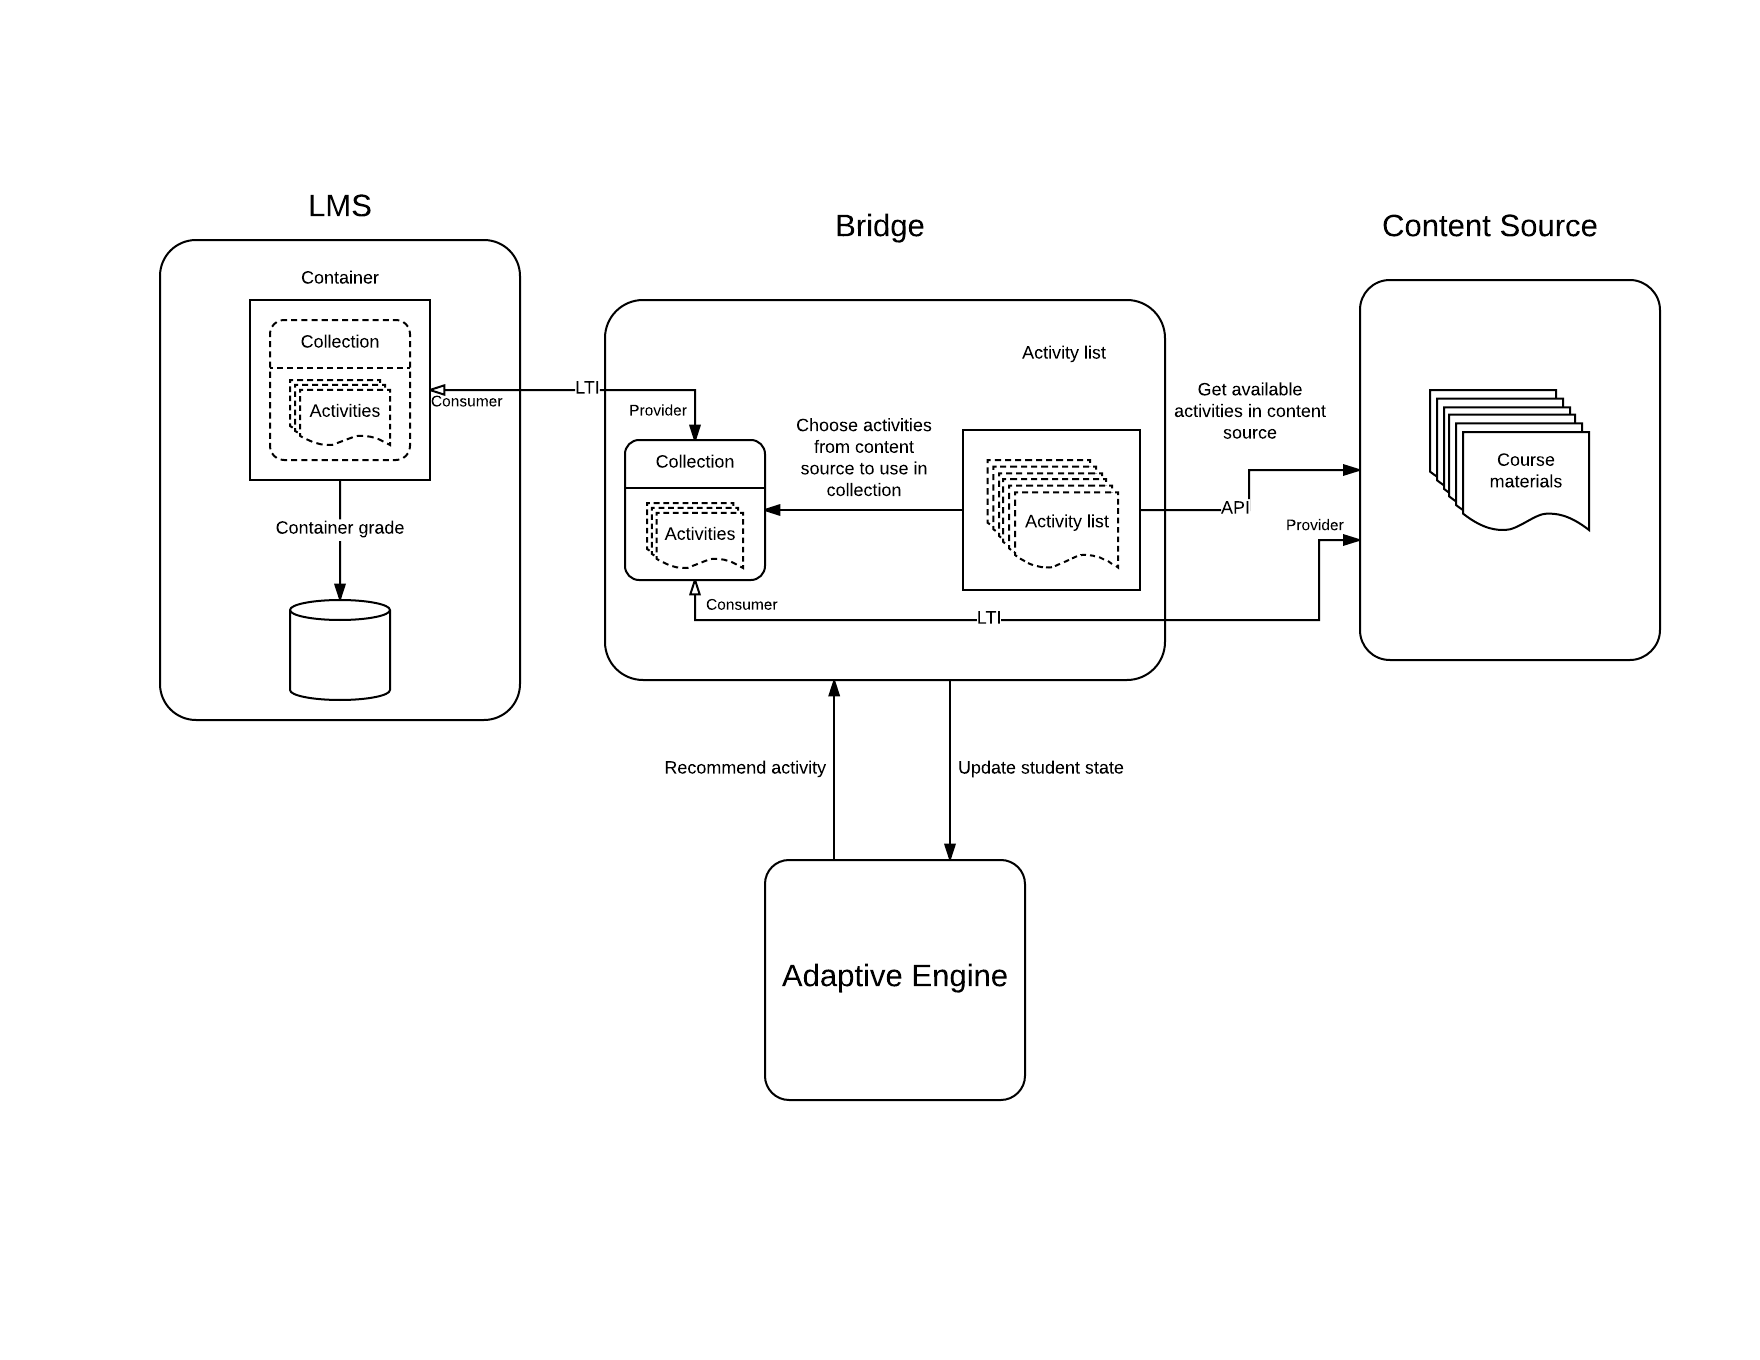 LMS
Bridge
Content Source
Container
Collection
Activities
Consumer
LTI
Provider
Container grade
Collection
Activities
Choose activities
from content
source to use in
collection
Activity list
Activity list
Consumer
LTI
Get available
activities in content
source
API
Provider
Course
materials
Recommend activity
Update student state
Adaptive Engine